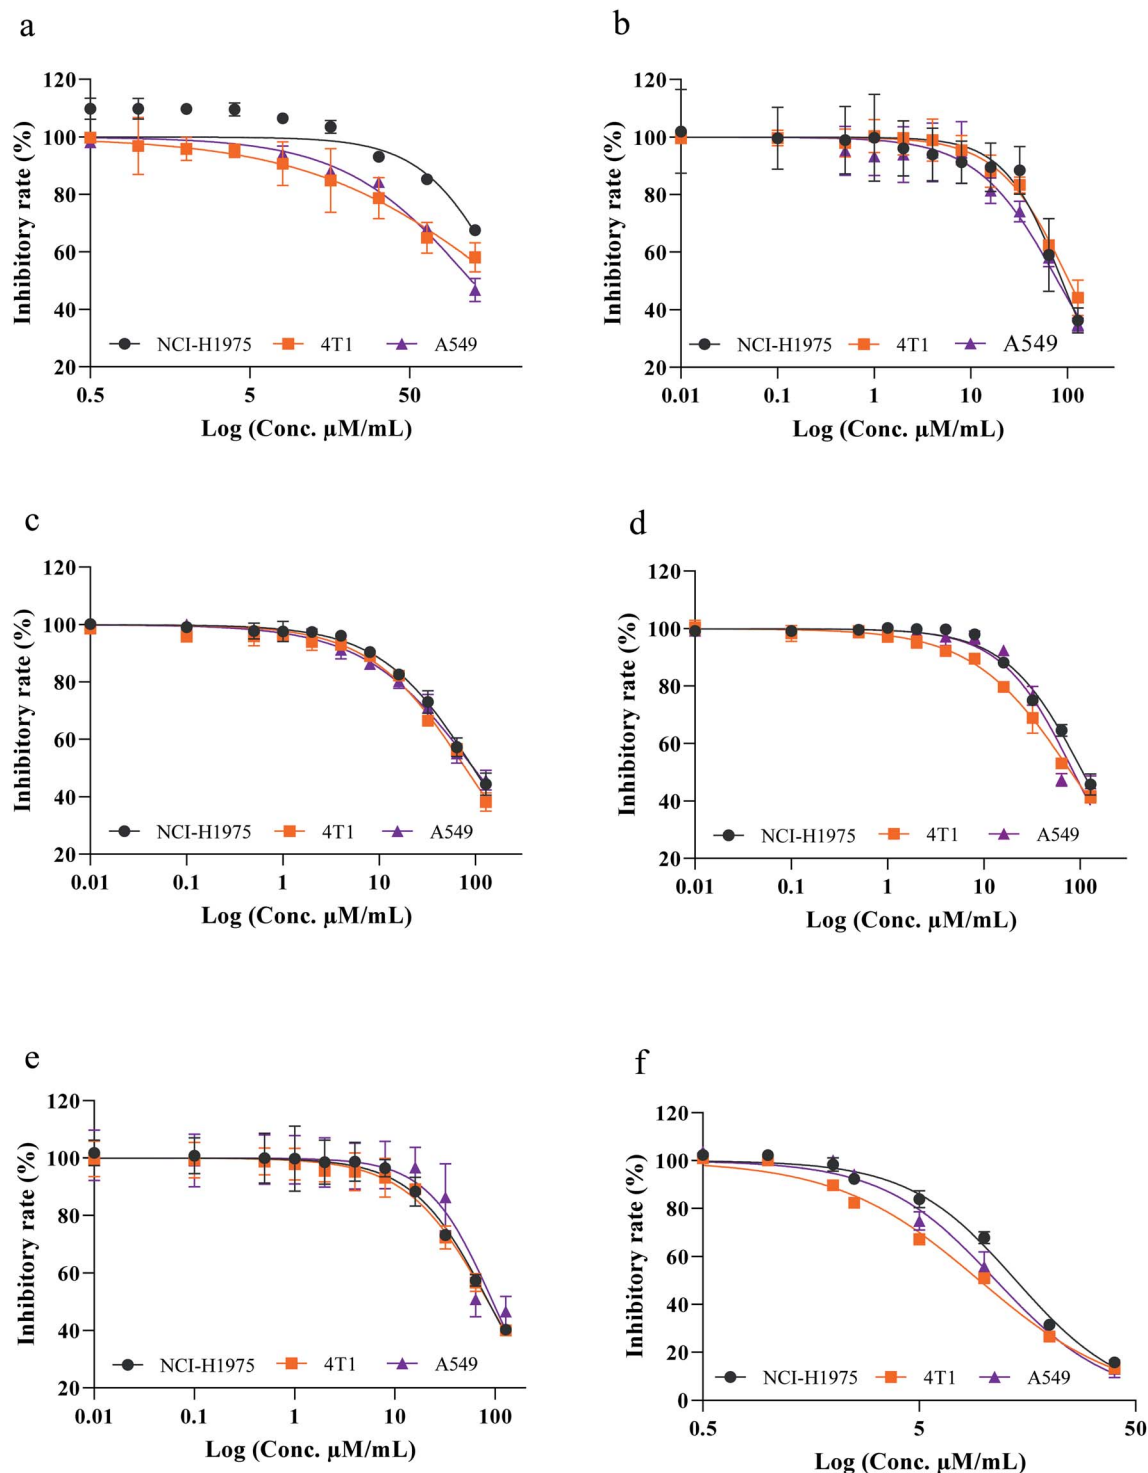 a
120
100
80
60
40
20
Inhibitory rate (%)
NCI-H1975 4T1 A549
0.5 5 50
Log (Conc. μM/mL)
b
120
100
80
60
40
20
Inhibitory rate (%)
NCI-H1975 4T1 A549
0.01 0.1 1 10 100
Log (Conc. μM/mL)
c
120
100
80
60
40
20
Inhibitory rate (%)
NCI-H1975 4T1 A549
0.01 0.1 1 10 100
Log (Conc. μM/mL)
d
120
100
80
60
40
20
Inhibitory rate (%)
NCI-H1975 4T1 A549
0.01 0.1 1 10 100
Log (Conc. μM/mL)
e
120
100
80
60
40
20
Inhibitory rate (%)
NCI-H1975 4T1 A549
0.01 0.1 1 10 100
Log (Conc. μM/mL)
f
120
100
80
60
40
20
0
Inhibitory rate (%)
NCI-H1975 4T1 A549
0.5 5 50
Log (Conc. μM/mL)